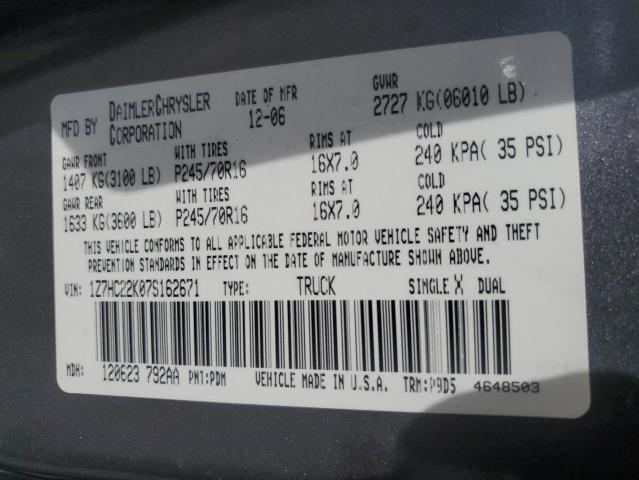 MFD BY DAIMLERCHRYSLER CORPORATION DATE OF MFR 12-06 GVWR 2727 KG(06010 LB)
GAWR FRONT WITH TIRES RIMS AT COLD
1407 KG(3100 LB) P245/70R16 16X7.0 240 KPA( 35 PSI)
GAWR REAR WITH TIRES RIMS AT COLD
1633 KG(3600 LB) P245/70R16 16X7.0 240 KPA( 35 PSI)
THIS VEHICLE CONFORMS TO ALL APPLICABLE FEDERAL MOTOR VEHICLE SAFETY AND THEFT
PREVENTION STANDARDS IN EFFECT ON THE DATE OF MANUFACTURE SHOWN ABOVE.
VIN: 1Z7HC22K07S162671 TYPE: TRUCK SINGLE X DUAL
MDH: 120623 792AA PNT:PDM VEHICLE MADE IN U.S.A. TRM:P9D5 4648503